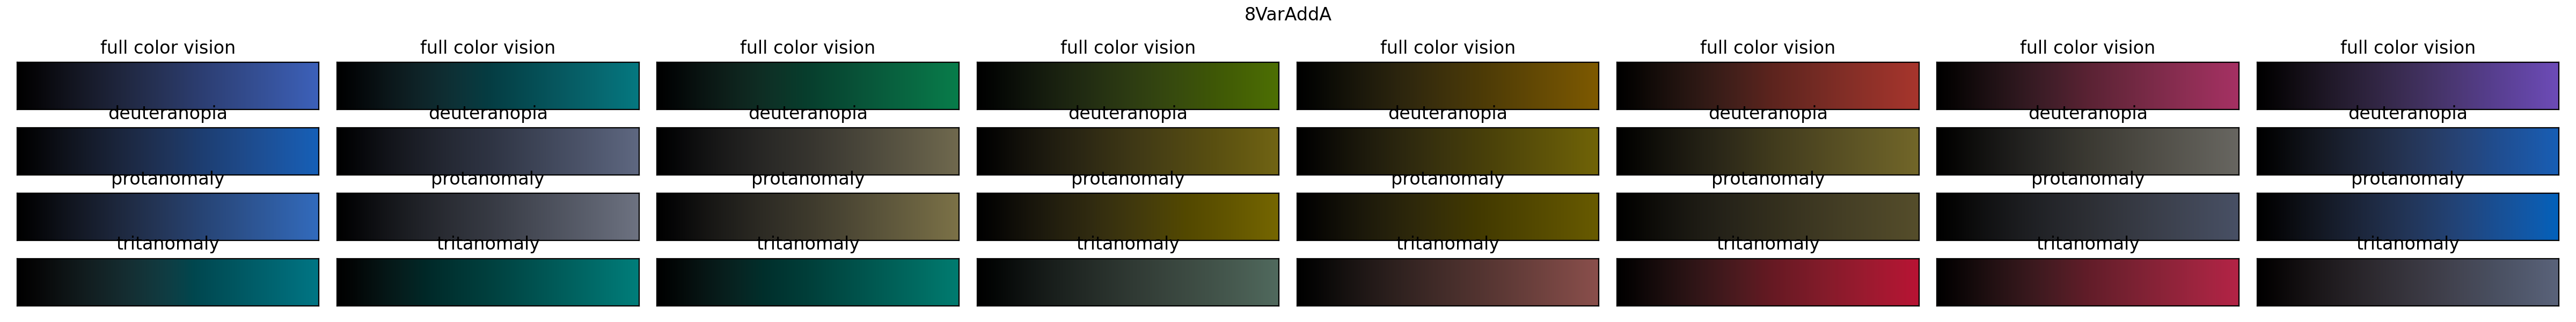 8VarAddA
full color vision full color vision full color vision full color vision full color vision full color vision full color vision full color vision
deuteranopia deuteranopia deuteranopia deuteranopia deuteranopia deuteranopia deuteranopia deuteranopia
protanomaly protanomaly protanomaly protanomaly protanomaly protanomaly protanomaly protanomaly
tritanomaly tritanomaly tritanomaly tritanomaly tritanomaly tritanomaly tritanomaly tritanomaly